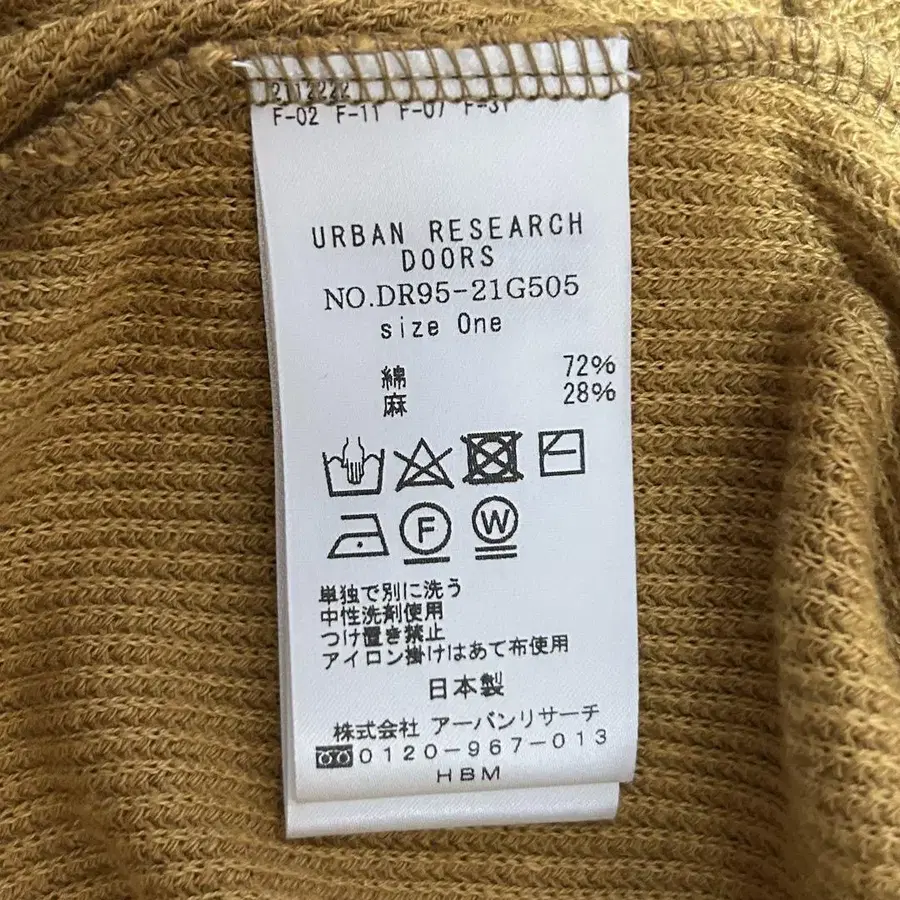 2112222
F-02 F-11 F-07 F-31
URBAN RESEARCH
DOORS
NO.DR95-21G505
size One
綿 72%
麻 28%
F W
単独で別に洗う
中性洗剤使用
つけ置き禁止
アイロン掛けはあて布使用
日本製
株式会社 アーバンリサーチ
0120-967-013
HBM